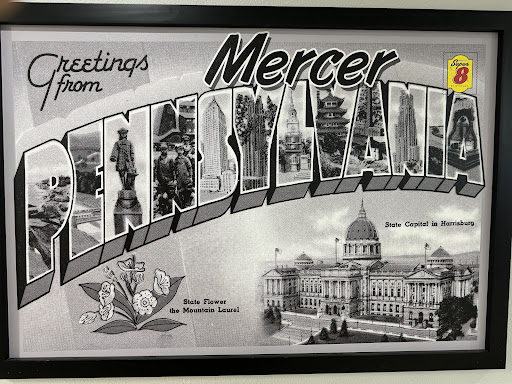 Greetings
from
Mercer
Super
8
PENNSYLVANIA
State Capital in Harrisburg
State Flower
the Mountain Laurel